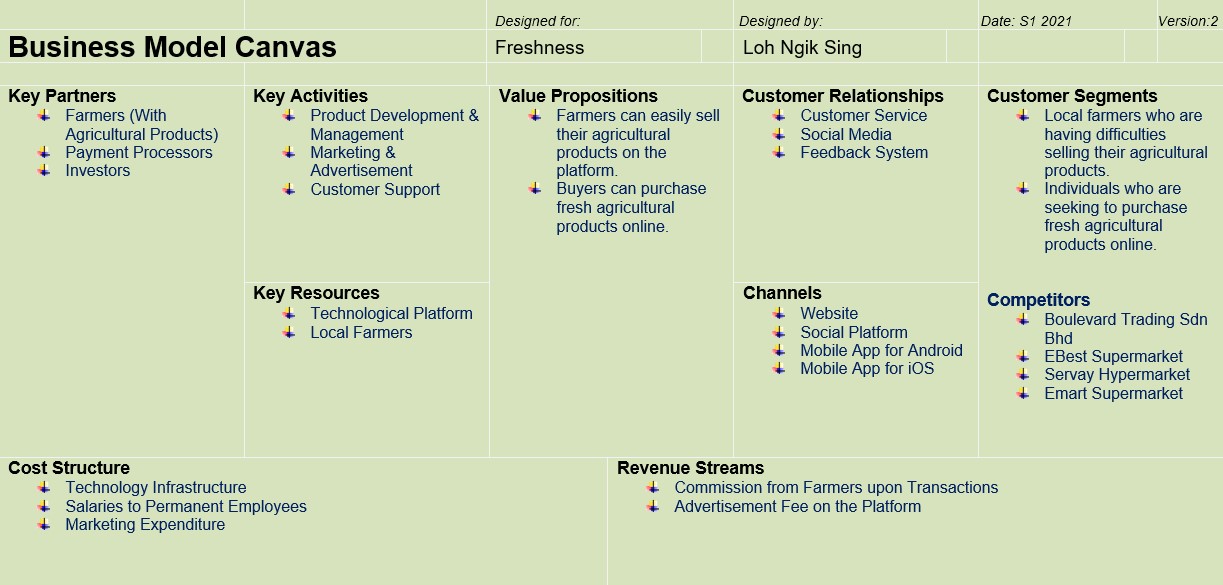 Designed for:
Designed by:
Date: S1 2021
Version:2
Business Model Canvas
Freshness
Loh Ngik Sing
Key Partners
Farmers (With
Agricultural Products)
Payment Processors
Investors
Key Activities
Product Development &
Management
Marketing &
Advertisement
Customer Support
Key Resources
Technological Platform
Local Farmers
Value Propositions
Farmers can easily sell
their agricultural
products on the
platform.
Buyers can purchase
fresh agricultural
products online.
Customer Relationships
Customer Service
Social Media
Feedback System
Channels
Website
Social Platform
Mobile App for Android
Mobile App for iOS
Customer Segments
Local farmers who are
having difficulties
selling their agricultural
products.
Individuals who are
seeking to purchase
fresh agricultural
products online.
Competitors
Boulevard Trading Sdn
Bhd
EBest Supermarket
Servay Hypermarket
Emart Supermarket
Cost Structure
Technology Infrastructure
Salaries to Permanent Employees
Marketing Expenditure
Revenue Streams
Commission from Farmers upon Transactions
Advertisement Fee on the Platform